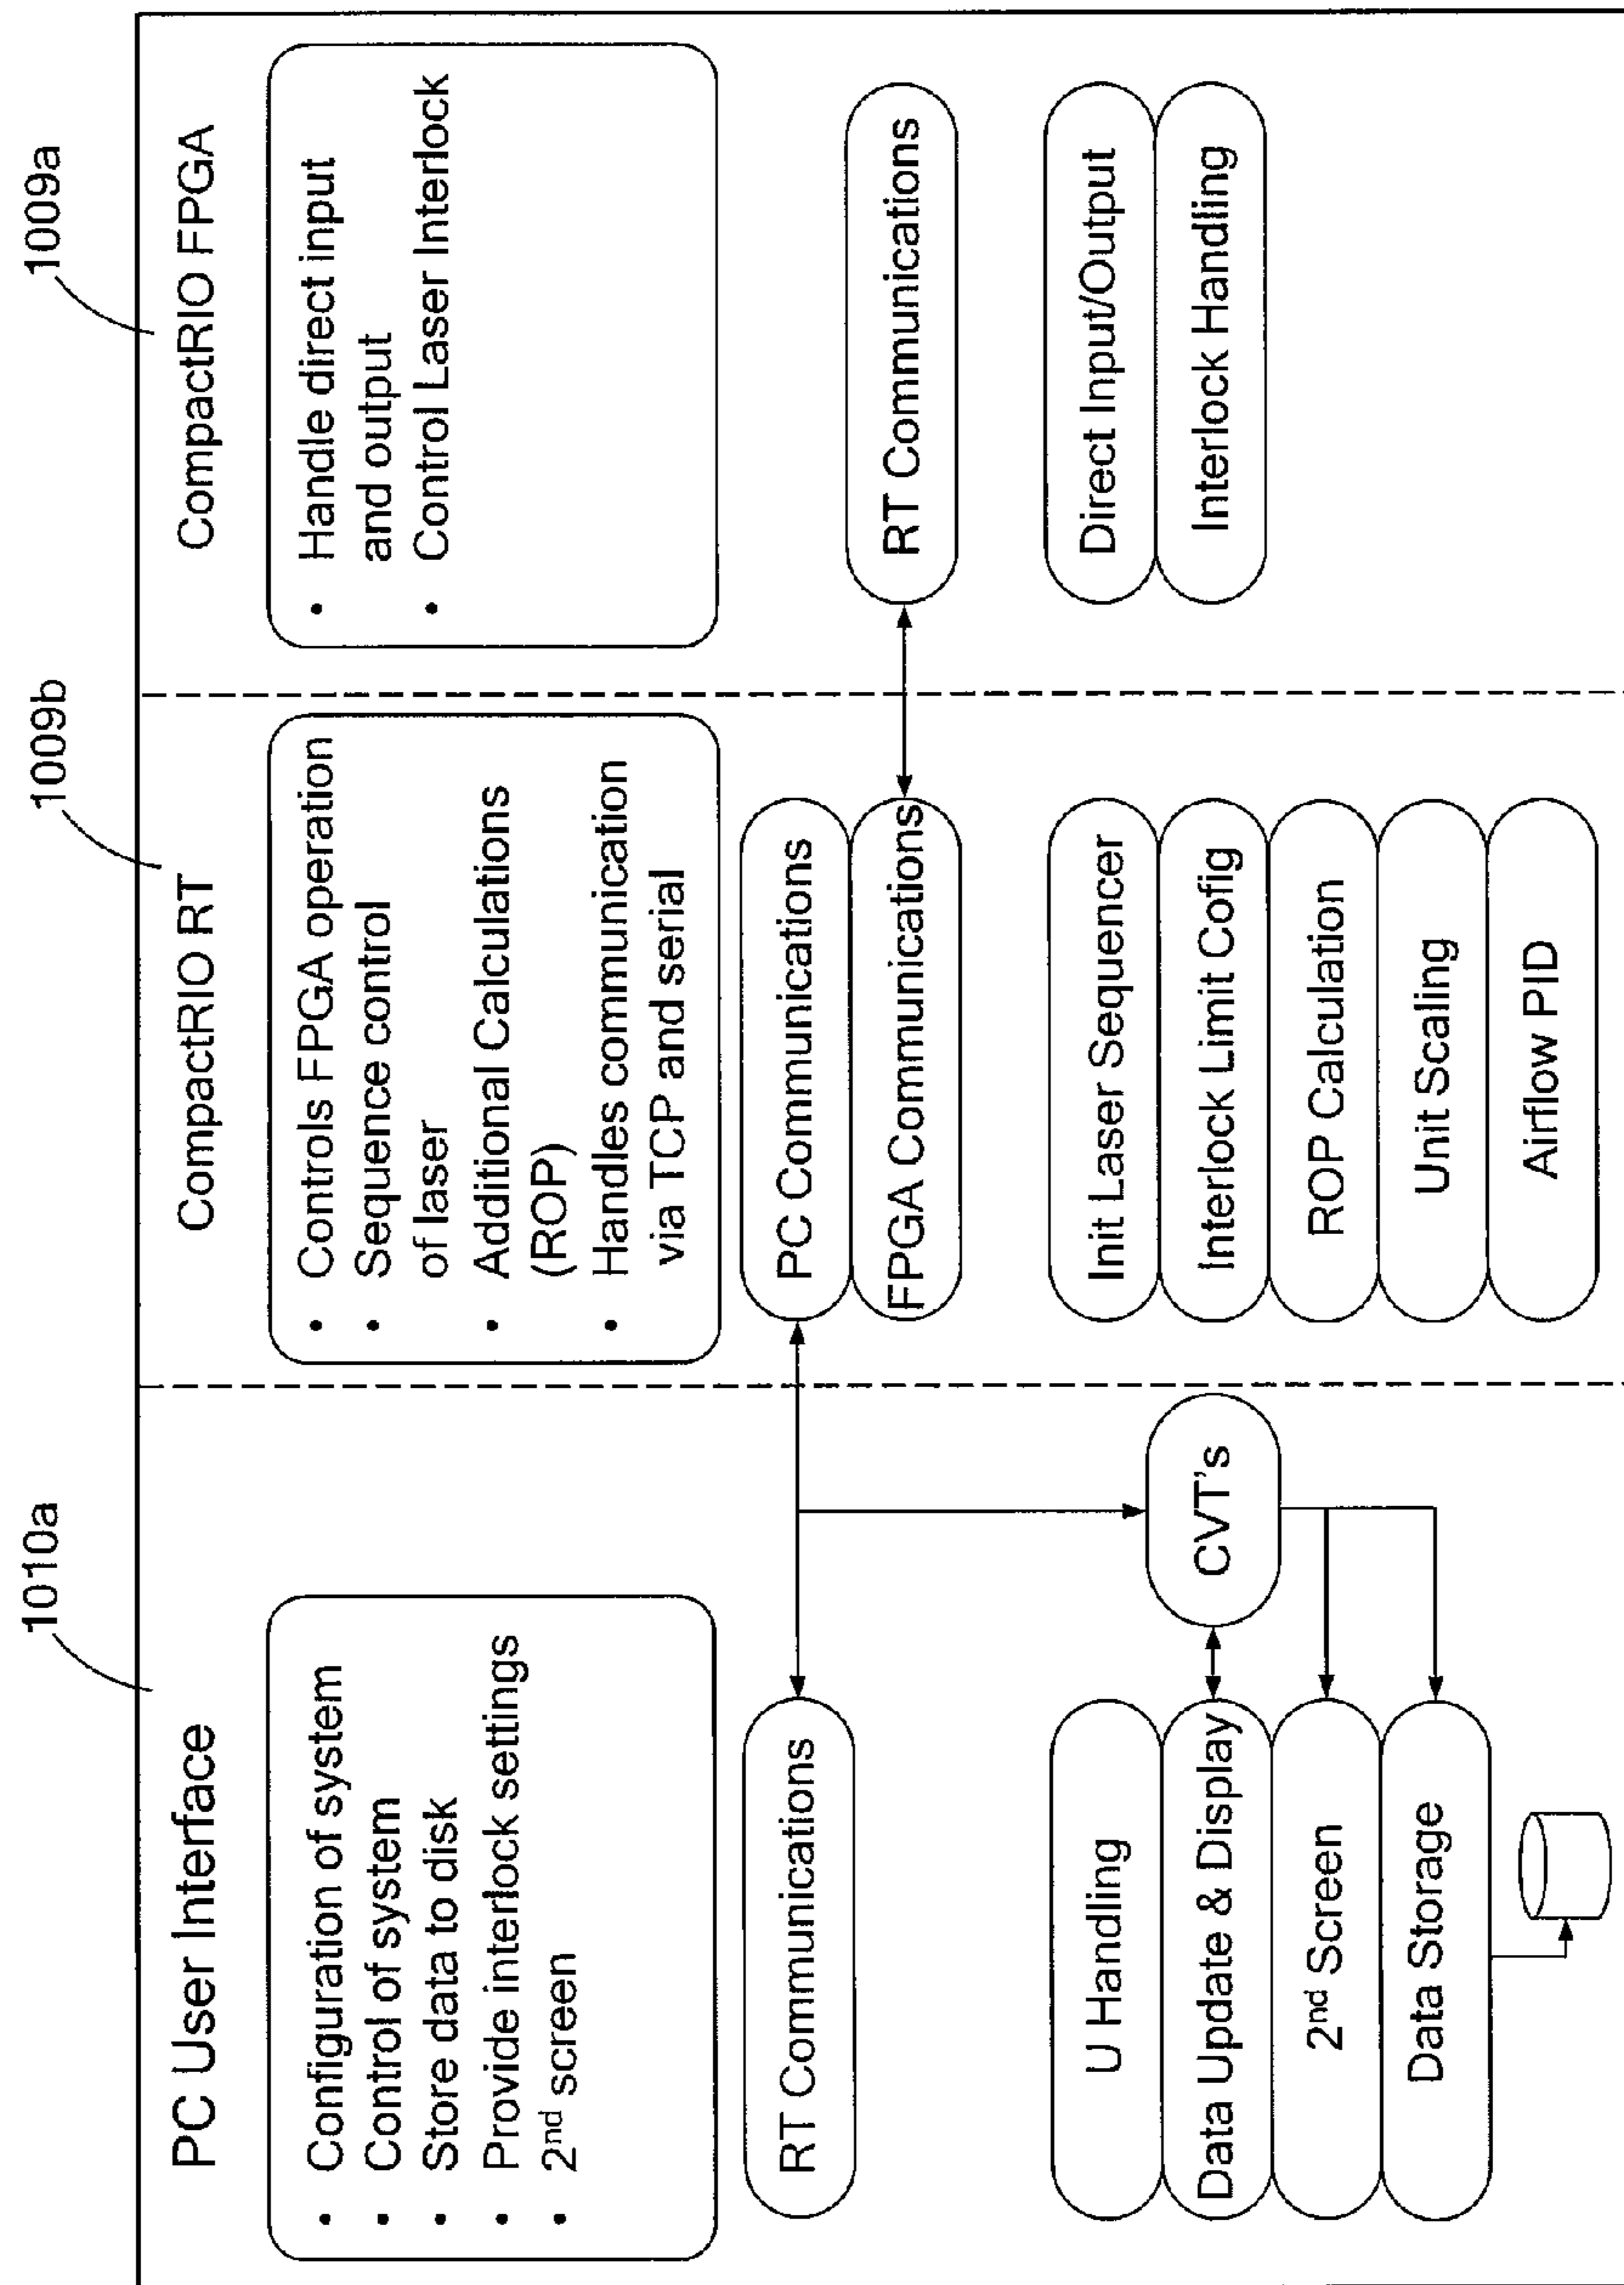 1010a
1009b
1009a
PC User Interface
• Configuration of system
• Control of system
• Store data to disk
• Provide interlock settings
• 2nd screen
RT Communications
U Handling
Data Update & Display
2nd Screen
Data Storage
CVT's
CompactRIO RT
• Controls FPGA operation
• Sequence control
of laser
• Additional Calculations
(ROP)
• Handles communication
via TCP and serial
PC Communications
FPGA Communications
Init Laser Sequencer
Interlock Limit Cofig
ROP Calculation
Unit Scaling
Airflow PID
CompactRIO FPGA
• Handle direct input
and output
• Control Laser Interlock
RT Communications
Direct Input/Output
Interlock Handling